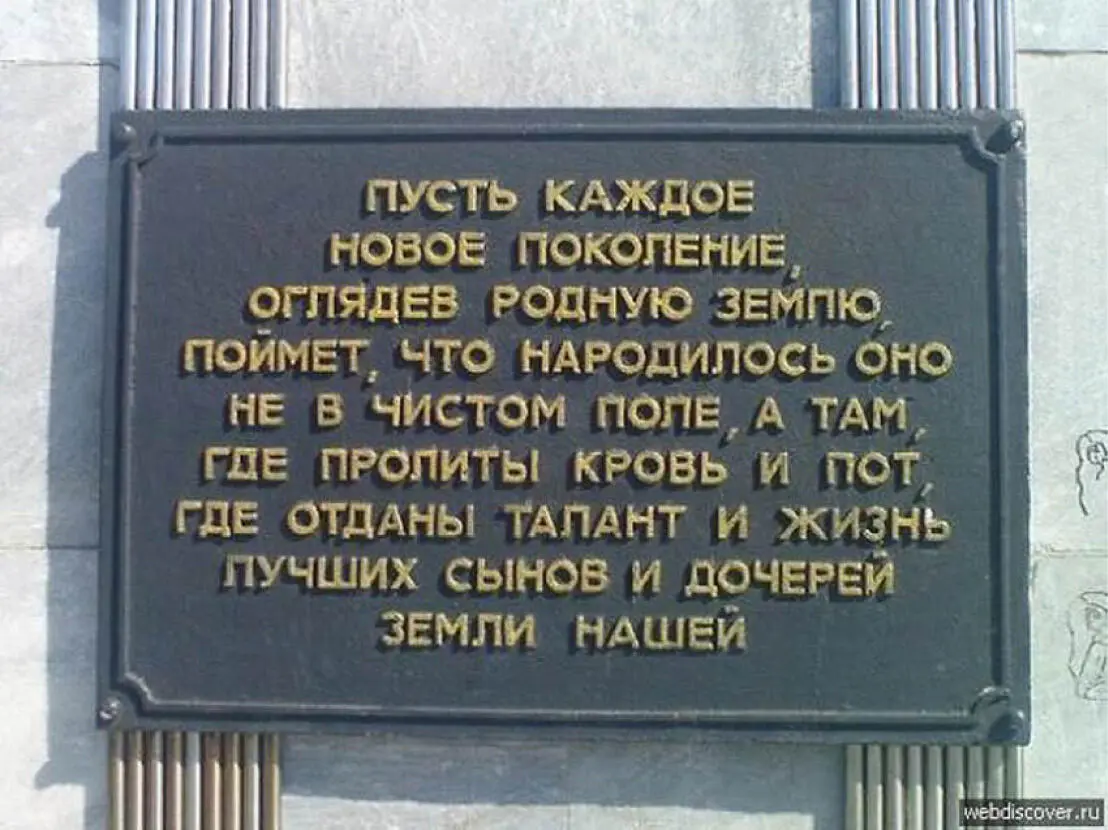 ПУСТЬ КАЖДОЕ
НОВОЕ ПОКОЛЕНИЕ,
ОГЛЯДЕВ РОДНУЮ ЗЕМЛЮ,
ПОЙМЕТ, ЧТО НАРОДИЛОСЬ ОНО
НЕ В ЧИСТОМ ПОЛЕ, А ТАМ,
ГДЕ ПРОЛИТЫ КРОВЬ И ПОТ,
ГДЕ ОТДАНЫ ТАЛАНТ И ЖИЗНЬ
ЛУЧШИХ СЫНОВ И ДОЧЕРЕЙ
ЗЕМЛИ НАШЕЙ
webdiscover.ru